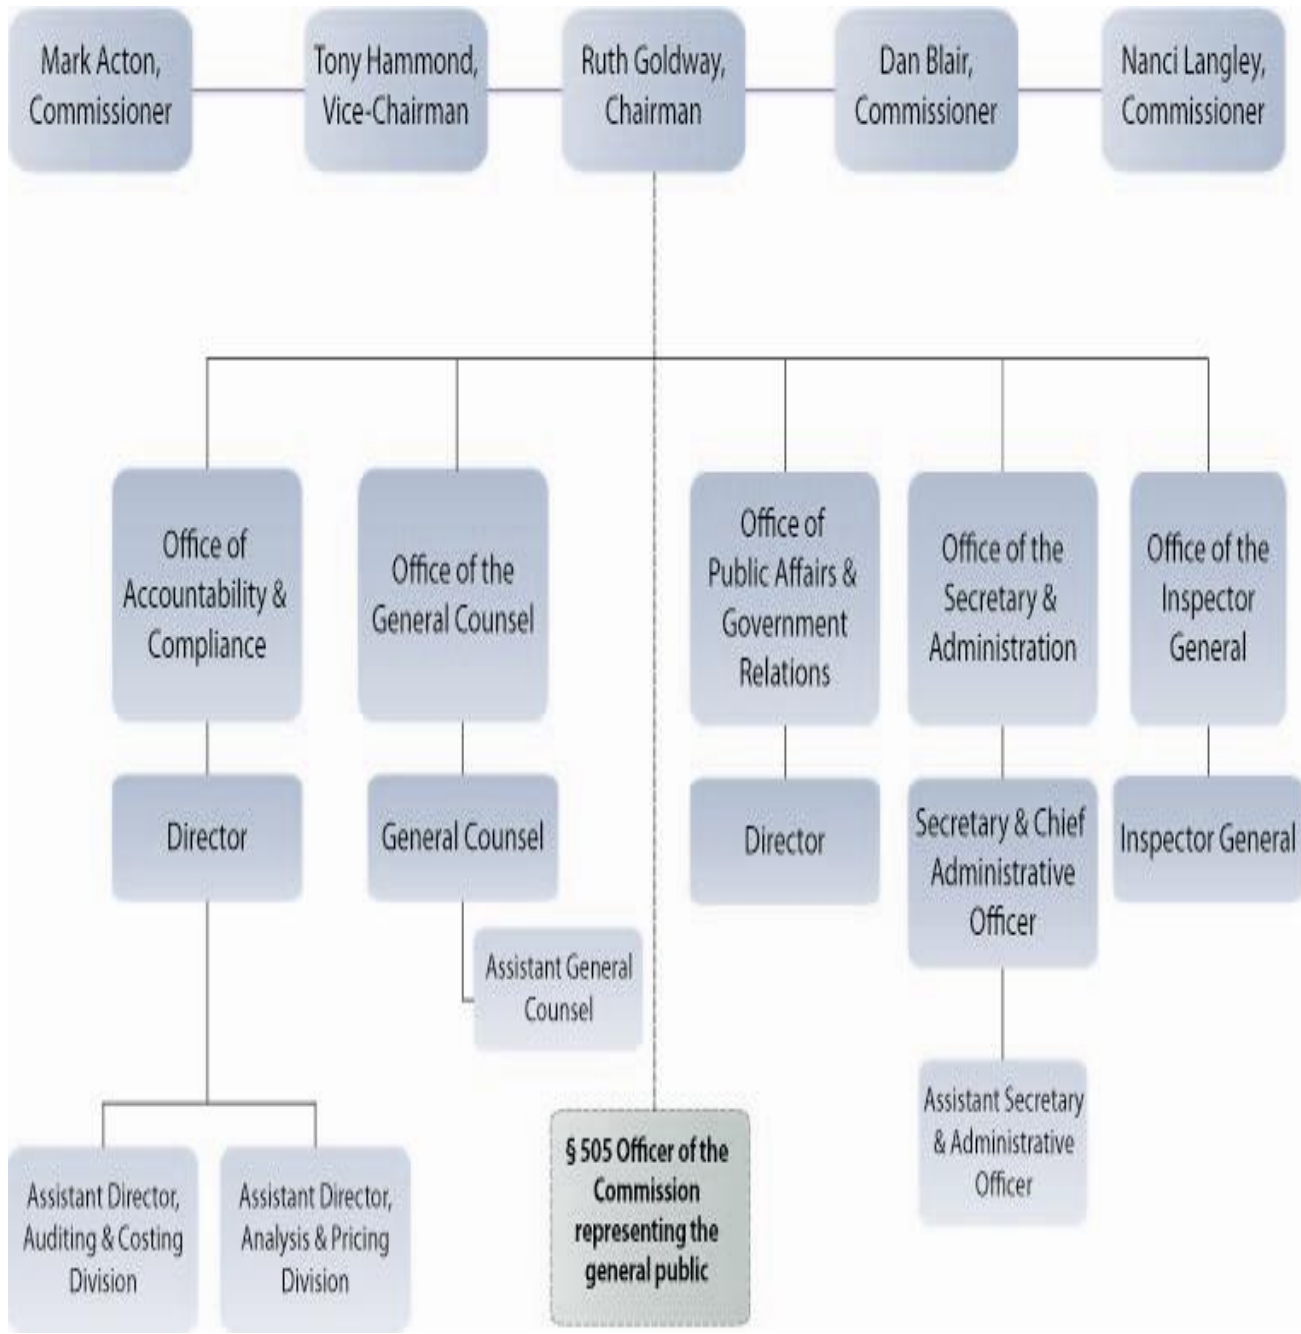 Mark Acton,
Commissioner
Tony Hammond,
Vice-Chairman
Ruth Goldway,
Chairman
Dan Blair,
Commissioner
Nanci Langley,
Commissioner
Office of
Accountability &
Compliance
Office of the
General Counsel
Office of
Public Affairs &
Government
Relations
Office of the
Secretary &
Administration
Office of the
Inspector
General
Director
General Counsel
Director
Secretary & Chief
Administrative
Officer
Inspector General
Assistant General
Counsel
Assistant Secretary
& Administrative
Officer
Assistant Director,
Auditing & Costing
Division
Assistant Director,
Analysis & Pricing
Division
§ 505 Officer of the
Commission
representing the
general public